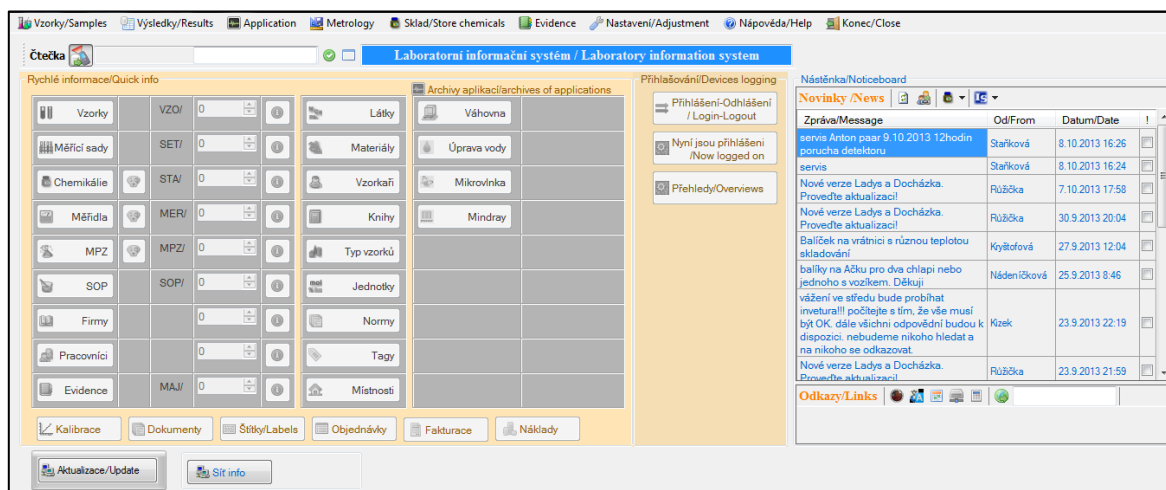 Vzorky/Samples Výsledky/Results Application Metrology Sklad/Store chemicals Evidence Nastavení/Adjustment Nápověda/Help Konec/Close
Čtečka
Laboratorní informační systém / Laboratory information system
Rychlé informace/Quick info
Archivy aplikací/archives of applications
Vzorky VZO/ 0 Látky Váhovna
Měřící sady SET/ 0 Materiály Úprava vody
Chemikálie STA/ 0 Vzorkaři Mikrovlnka
Měřidla MER/ 0 Knihy Mindray
MPZ MPZ/ 0 Typ vzorků
SOP SOP/ 0 Jednotky
Firmy 0 Normy
Pracovníci 0 Tagy
Evidence MAJ/ 0 Místnosti
Kalibrace Dokumenty Štítky/Labels Objednávky Fakturace Náklady
Aktualizace/Update Síť info
Přihlašování/Devices logging
Přihlášení-Odhlášení
/ Login-Logout
Nyní jsou přihlášeni
/Now logged on
Přehledy/Overviews
Nástěnka/Noticeboard
Novinky /News
Zpráva/Message Od/From Datum/Date !
servis Anton paar 9.10.2013 12hodin
porucha detektoru
Staňková 8.10.2013 16:26
servis Staňková 8.10.2013 16:24
Nové verze Ladys a Docházka.
Proveďte aktualizaci!
Růžička 7.10.2013 17:58
Nové verze Ladys a Docházka.
Proveďte aktualizaci!
Růžička 30.9.2013 20:04
Balíček na vrátnici s různou teplotou
skladování
Kryštofová 27.9.2013 12:04
balíky na Ačku pro dva chlapi nebo
jednoho s vozíkem. Děkuji
Nádeníčková 25.9.2013 8:46
vážení ve středu bude probíhat
invetura!!! počítejte s tím, že vše musí
být OK. dále všichni odpovědní budou k
dispozici. nebudeme nikoho hledat a
na nikoho se odkazovat.
Kizek 23.9.2013 22:19
Nové verze Ladys a Docházka.
Proveďte aktualizaci!
Růžička 23.9.2013 21:59
Odkazy/Links